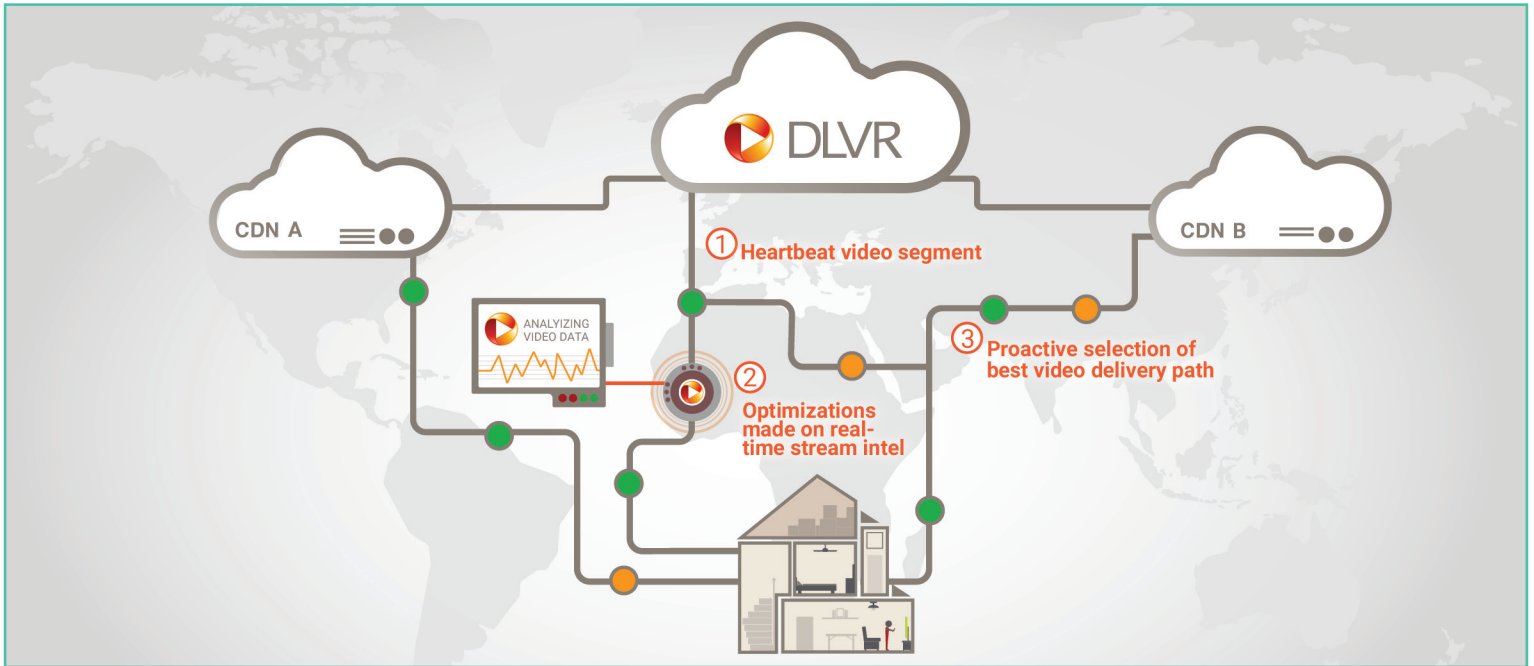 DLVR
CDN A
CDN B
1 Heartbeat video segment
ANALYZING
VIDEO DATA
2
Optimizations
made on real-
time stream intel
3 Proactive selection of
best video delivery path